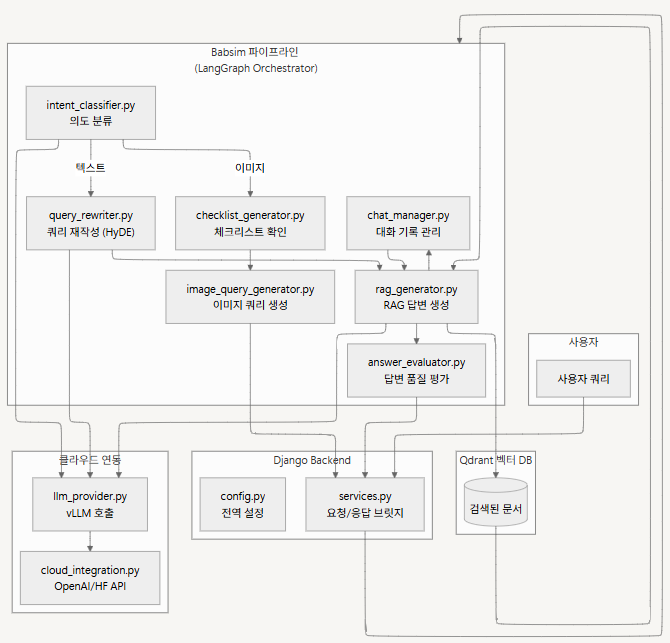 Babsim 파이프라인
(LangGraph Orchestrator)
intent_classifier.py
의도 분류
텍스트
이미지
query_rewriter.py
쿼리 재작성 (HyDE)
checklist_generator.py
체크리스트 확인
chat_manager.py
대화 기록 관리
image_query_generator.py
이미지 쿼리 생성
rag_generator.py
RAG 답변 생성
answer_evaluator.py
답변 품질 평가
사용자
사용자 쿼리
클라우드 연동
llm_provider.py
vLLM 호출
cloud_integration.py
OpenAI/HF API
Django Backend
config.py
전역 설정
services.py
요청/응답 브릿지
Qdrant 벡터 DB
검색된 문서